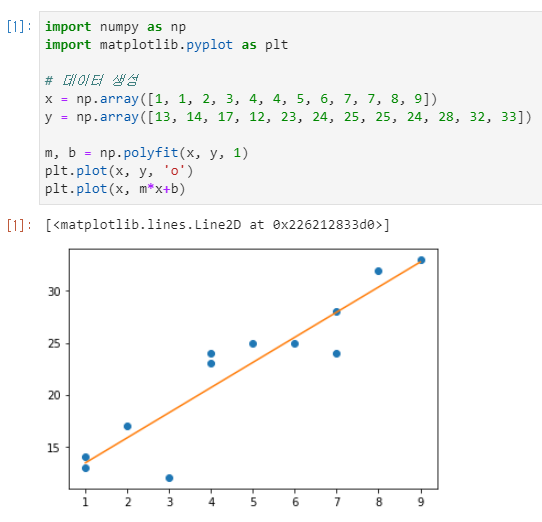 [1]: import numpy as np
import matplotlib.pyplot as plt
# 데이터 생성
x = np.array([1, 1, 2, 3, 4, 4, 5, 6, 7, 7, 8, 9])
y = np.array([13, 14, 17, 12, 23, 24, 25, 25, 24, 28, 32, 33])
m, b = np.polyfit(x, y, 1)
plt.plot(x, y, 'o')
plt.plot(x, m*x+b)
[1]: [<matplotlib.lines.Line2D at 0x226212833d0>]
30
25
20
15
1 2 3 4 5 6 7 8 9